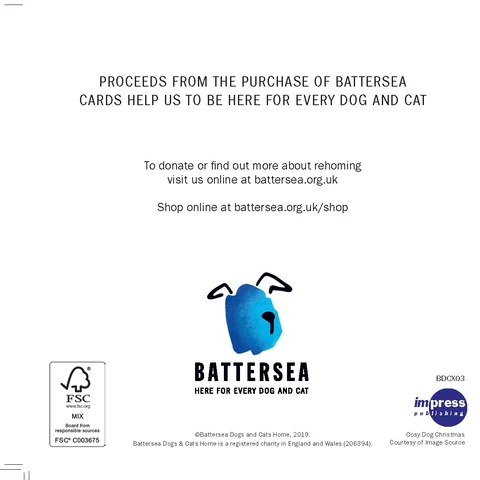 PROCEEDS FROM THE PURCHASE OF BATTERSEA
CARDS HELP US TO BE HERE FOR EVERY DOG AND CAT
To donate or find out more about rehoming
visit us online at battersea.org.uk
Shop online at battersea.org.uk/shop
BATTERSEA
HERE FOR EVERY DOG AND CAT
FSC
www.fsc.org
MIX
Board from
responsible sources
FSC® C003675
©Battersea Dogs and Cats Home, 2019.
Battersea Dogs & Cats Home is a registered charity in England and Wales (206394).
BDCX03
impress
publishing
Cosy Dog Christmas
Courtesy of Image Source